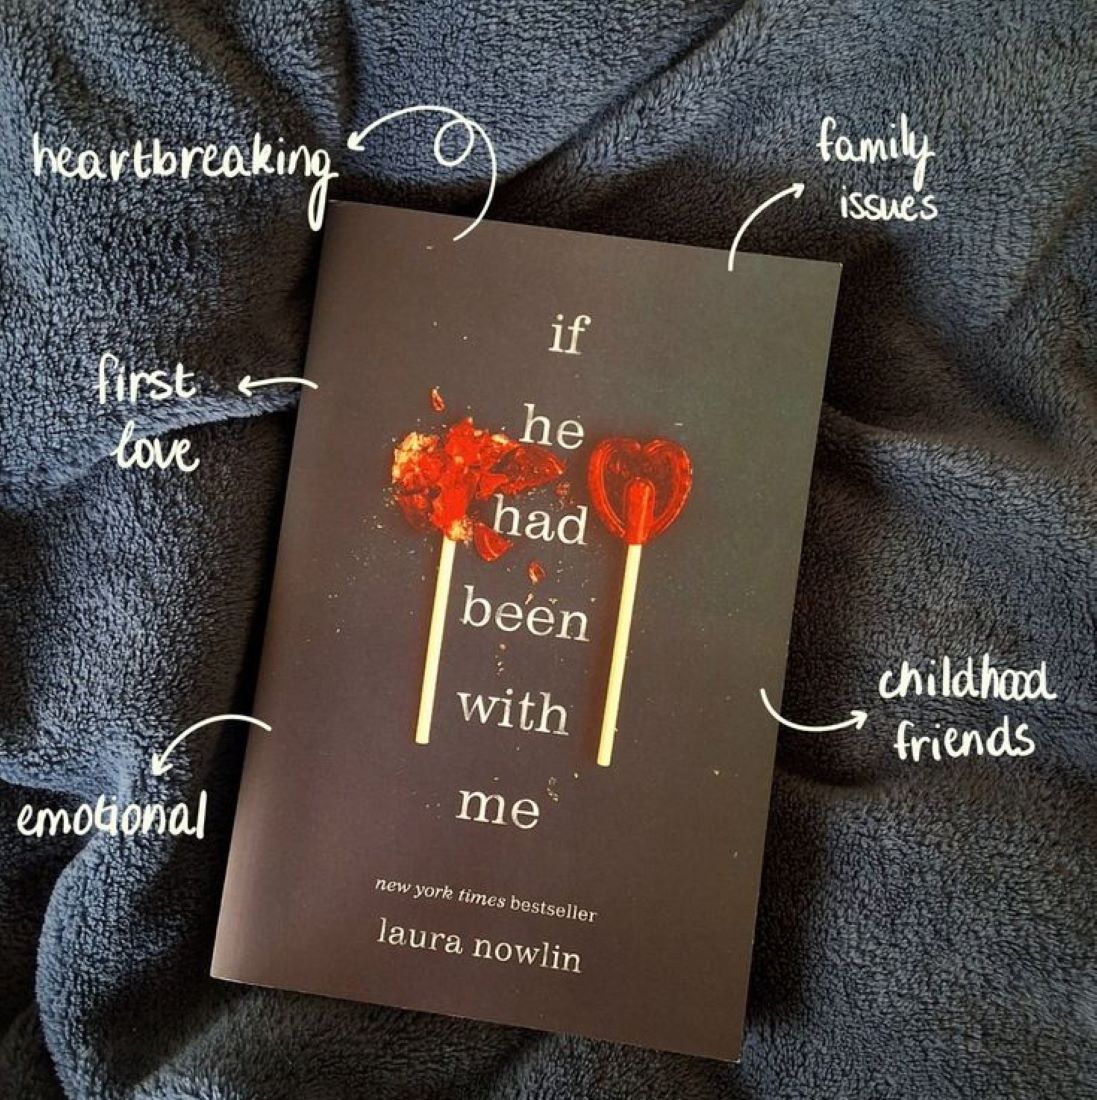 heartbreaking
family
issues
first
love
if
he
had
been
with
me
childhood
friends
emotional
new york times bestseller
laura nowlin